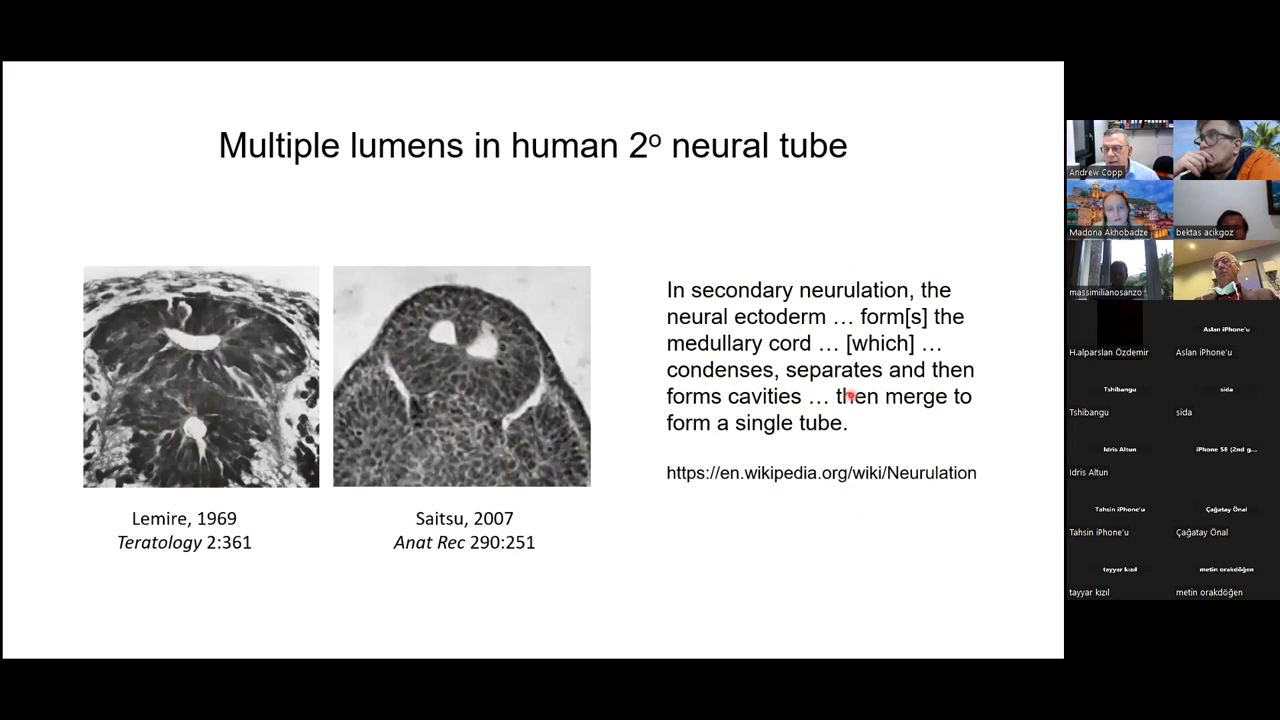 Multiple lumens in human 2º neural tube
In secondary neurulation, the
neural ectoderm … form[s] the
medullary cord … [which] …
condenses, separates and then
forms cavities … then merge to
form a single tube.
https://en.wikipedia.org/wiki/Neurulation
Lemire, 1969
Teratology 2:361
Saitsu, 2007
Anat Rec 290:251
Andrew Copp
Madona Akhobadze
bektas acikgoz
massimilianosanzo
H.alparslan Özdemir
Aslan iPhone'u
Aslan iPhone'u
Tshibangu
Tshibangu
sida
sida
Idris Altun
Idris Altun
iPhone SE (2nd g...
Tahsin iPhone'u
Tahsin iPhone'u
Çağatay Önal
Çağatay Önal
tayyar kızıl
tayyar kızıl
metin orakdöğen
metin orakdöğen